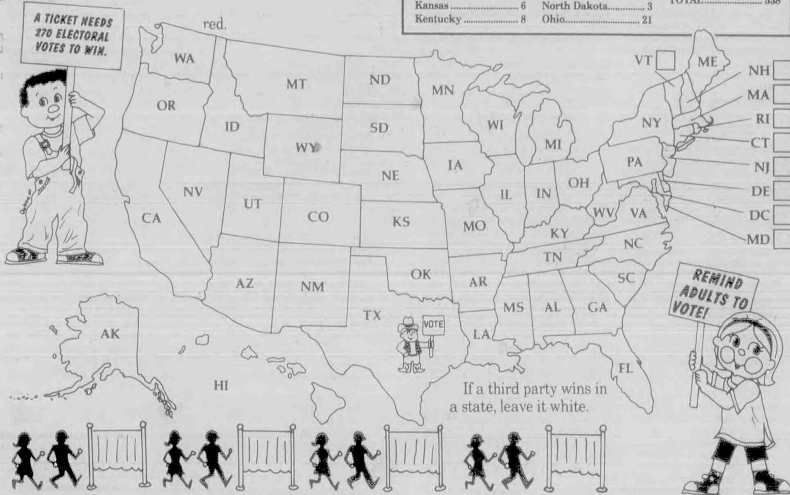 Kansas 6 North Dakota 3 TOTAL 538
Kentucky 8 Ohio 21
A TICKET NEEDS
270 ELECTORAL
VOTES TO WIN.
red.
WA
OR
CA
ID
NV
MT
WY
UT
AZ
CO
NM
ND
SD
NE
KS
OK
TX
MN
IA
MO
AR
LA
WI
IL
MI
IN
OH
KY
TN
MS
AL
GA
FL
SC
NC
VA
WV
PA
NY
ME
VT
NH
MA
RI
CT
NJ
DE
DC
MD
AK
HI
VOTE
REMIND
ADULTS TO
VOTE!
If a third party wins in
a state, leave it white.